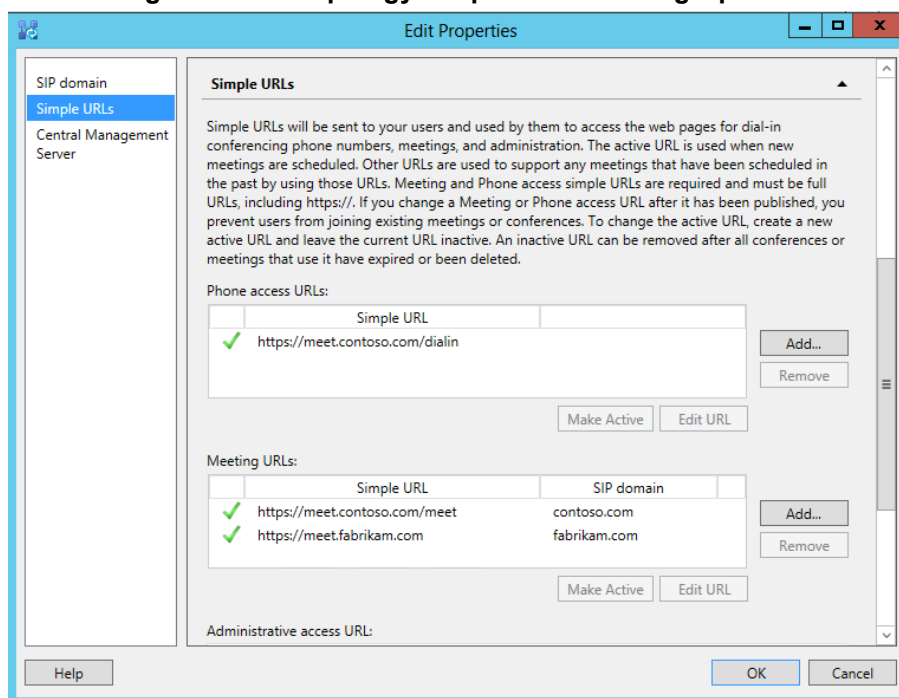 Edit Properties
SIP domain
Simple URLs
Central Management
Server
Simple URLs
Simple URLs will be sent to your users and used by them to access the web pages for dial-in
conferencing phone numbers, meetings, and administration. The active URL is used when new
meetings are scheduled. Other URLs are used to support any meetings that have been scheduled in
the past by using those URLs. Meeting and Phone access simple URLs are required and must be full
URLs, including https://. If you change a Meeting or Phone access URL after it has been published, you
prevent users from joining existing meetings or conferences. To change the active URL, create a new
active URL and leave the current URL inactive. An inactive URL can be removed after all conferences or
meetings that use it have expired or been deleted.
Phone access URLs:
Simple URL
https://meet.contoso.com/dialin
Add...
Remove
Make Active Edit URL
Meeting URLs:
Simple URL SIP domain
https://meet.contoso.com/meet contoso.com
https://meet.fabrikam.com fabrikam.com
Add...
Remove
Make Active Edit URL
Administrative access URL:
Help OK Cancel